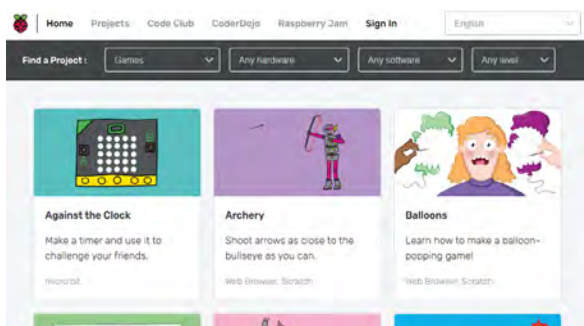 Home Projects Code Club CoderDojo Raspberry Jam Sign In English
Find a Project: Games Any hardware Any software Any level
Against the Clock
Make a timer and use it to
challenge your friends.
micro:bit
Archery
Shoot arrows as close to the
bullseye as you can.
Web Browser, Scratch
Balloons
Learn how to make a balloon-
popping game!
Web Browser, Scratch